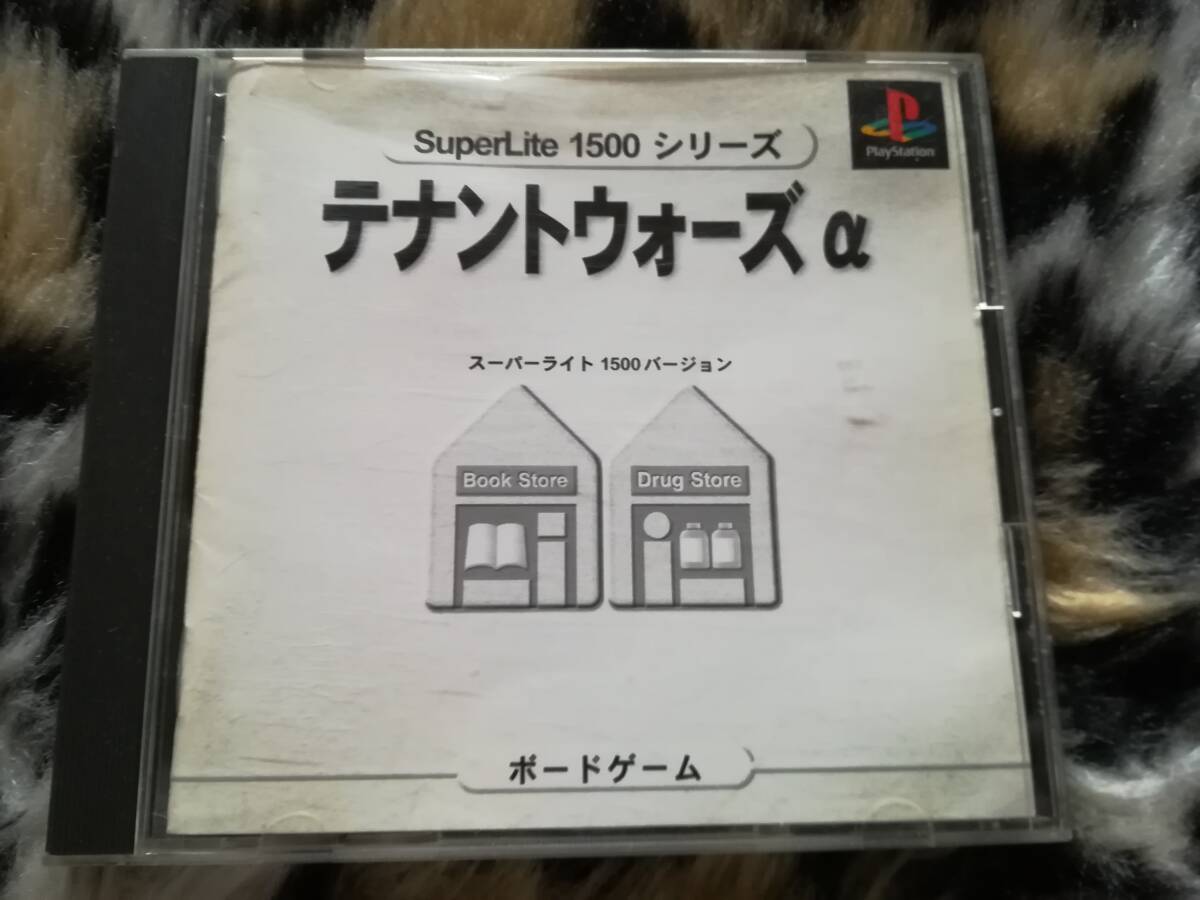 SuperLite 1500 シリーズ
PlayStation
テナントウォーズ α
スーパーライト 1500 バージョン
Book Store
Drug Store
ボードゲーム